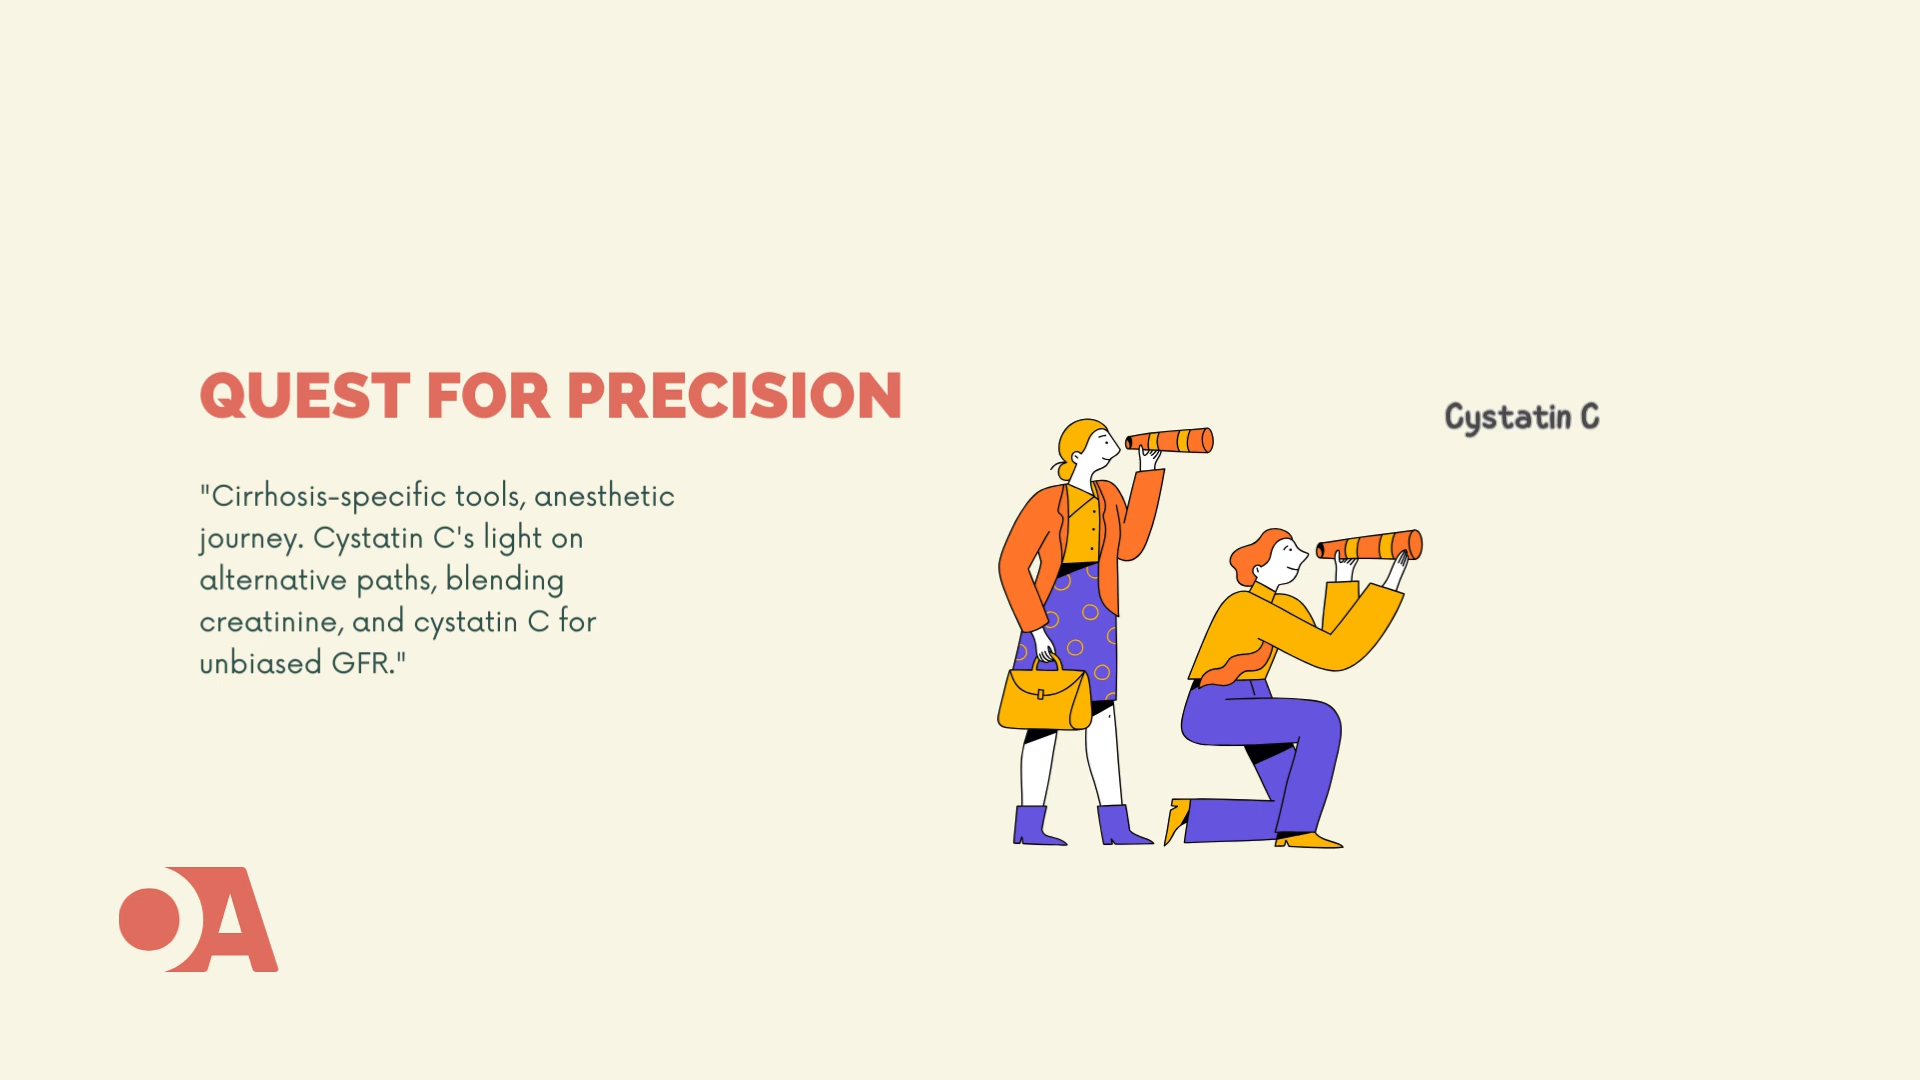 QUEST FOR PRECISION
"Cirrhosis-specific tools, anesthetic
journey. Cystatin C's light on
alternative paths, blending
creatinine, and cystatin C for
unbiased GFR."
Cystatin C
OA